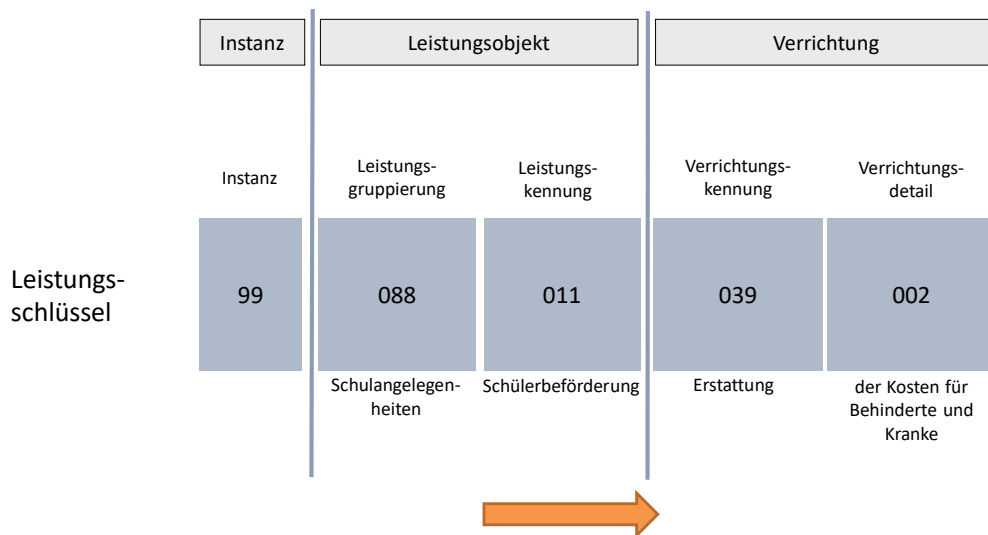 Instanz
Leistungsobjekt
Verrichtung
Instanz
Leistungs-
gruppierung
Leistungs-
kennung
Verrichtungs-
kennung
Verrichtungs-
detail
Leistungs-
schlüssel
99
088
011
039
002
Schulangelegen-
heiten
Schülerbeförderung
Erstattung
der Kosten für
Behinderte und
Kranke